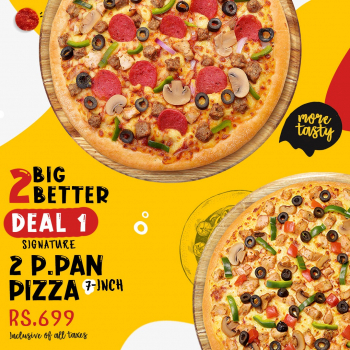 more
tasty
2 BIG
BETTER
DEAL 1
SIGNATURE
2 P.PAN
PIZZA 7-INCH
RS.699
Inclusive of all taxes